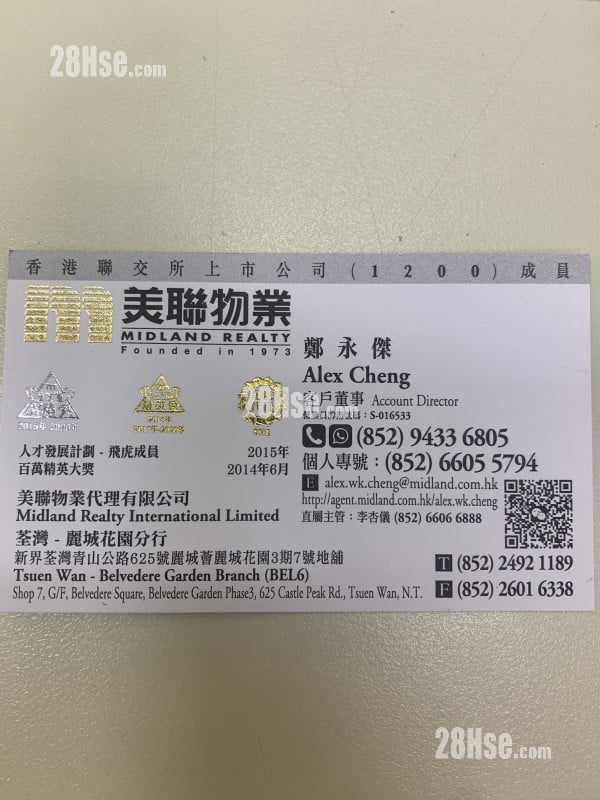 28Hse.com
香港聯交所上市公司(1200)成員
美聯物業
MIDLAND REALTY
Founded in 1973
鄭永傑
Alex Cheng
客戶董事 Account Director
S-016533
28Hse.com
(852) 9433 6805
人才發展計劃 - 飛虎成員 2015年
百萬精英大獎 2014年6月
個人專號：(852) 6605 5794
E alex.wk.cheng@midland.com.hk
http://agent.midland.com.hk/alex.wk.cheng
直屬主管：李杏儀 (852) 6606 6888
美聯物業代理有限公司
Midland Realty International Limited
荃灣 - 麗城花園分行
新界荃灣青山公路625號麗城薈麗城花園3期7號地舖
Tsuen Wan - Belvedere Garden Branch (BEL6)
Shop 7, G/F, Belvedere Square, Belvedere Garden Phase3, 625 Castle Peak Rd., Tsuen Wan, N.T.
T (852) 2492 1189
F (852) 2601 6338
28Hse.com